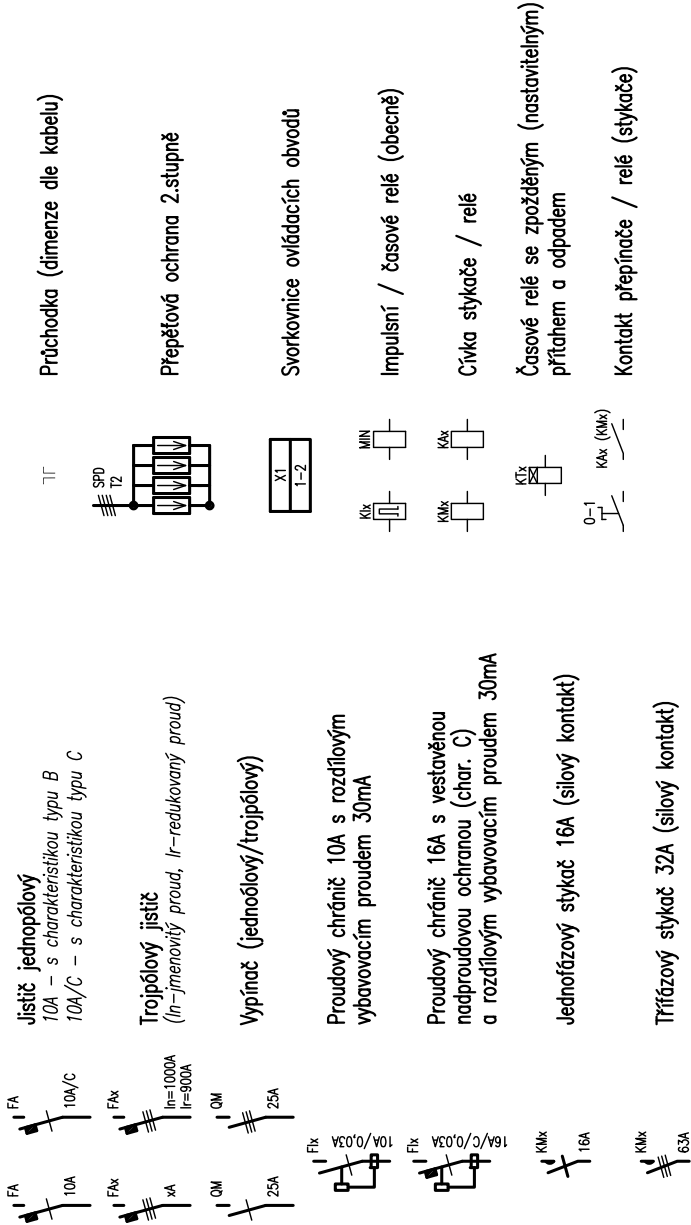 FA
10A
FA
10A/C
Jistič jednopólový
10A – s charakteristikou typu B
10A/C – s charakteristikou typu C
FAx
xA
FAx
In=1000A
Ir=900A
Trojpólový jistič
(In–jmenovitý proud, Ir–redukovaný proud)
QM
25A
QM
25A
Vypínač (jednoólový/trojpólový)
FIx
10A/0,03A
Proudový chránič 10A s rozdílovým
vybavovacím proudem 30mA
FIx
16A/C/0,03A
Proudový chránič 16A s vestavěnou
nadproudovou ochranou (char. C)
a rozdílovým vybavovacím proudem 30mA
KMx
16A
Jednofázový stykač 16A (silový kontakt)
KMx
63A
Třífázový stykač 32A (silový kontakt)
Průchodka (dimenze dle kabelu)
SPD
T2
Přepěťová ochrana 2.stupně
X1
1–2
Svorkovnice ovládacích obvodů
KIx
MIN
Impulsní / časové relé (obecně)
KMx
KAx
Cívka stykače / relé
KTx
Časové relé se zpožděným (nastavitelným)
přítahem a odpadem
0–1
KAx (KMx)
Kontakt přepínače / relé (stykače)